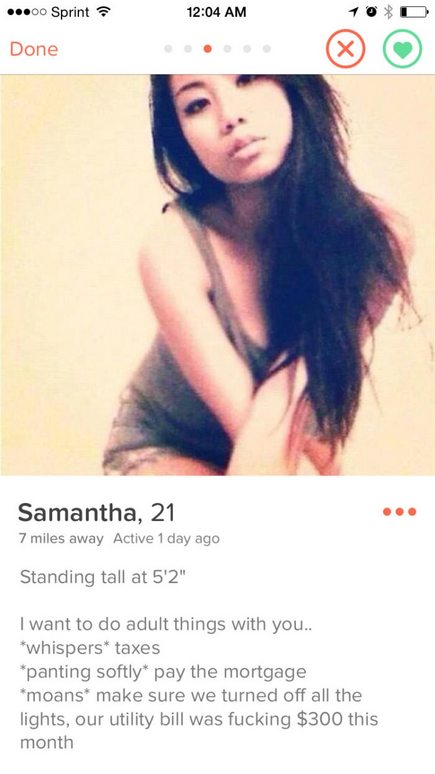 Sprint 12:04 AM
Done
Samantha, 21
7 miles away Active 1 day ago
Standing tall at 5'2"
I want to do adult things with you..
*whispers* taxes
*panting softly* pay the mortgage
*moans* make sure we turned off all the
lights, our utility bill was fucking $300 this
month